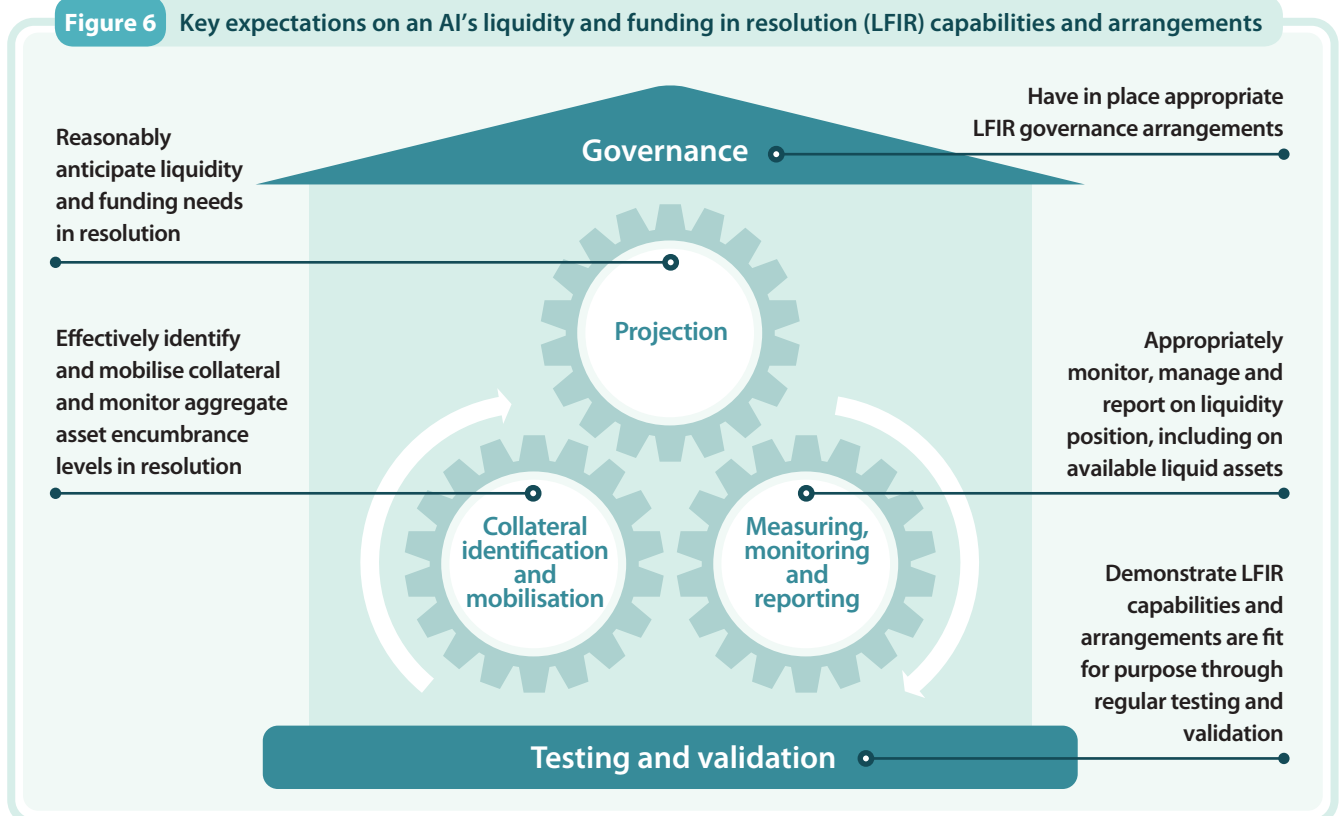 Figure 6 Key expectations on an AI’s liquidity and funding in resolution (LFIR) capabilities and arrangements
Have in place appropriate
LFIR governance arrangements
Governance
Reasonably
anticipate liquidity
and funding needs
in resolution
Projection
Effectively identify
and mobilise collateral
and monitor aggregate
asset encumbrance
levels in resolution
Appropriately
monitor, manage and
report on liquidity
position, including on
available liquid assets
Collateral
identification
and
mobilisation
Measuring,
monitoring
and
reporting
Demonstrate LFIR
capabilities and
arrangements are fit
for purpose through
regular testing and
validation
Testing and validation